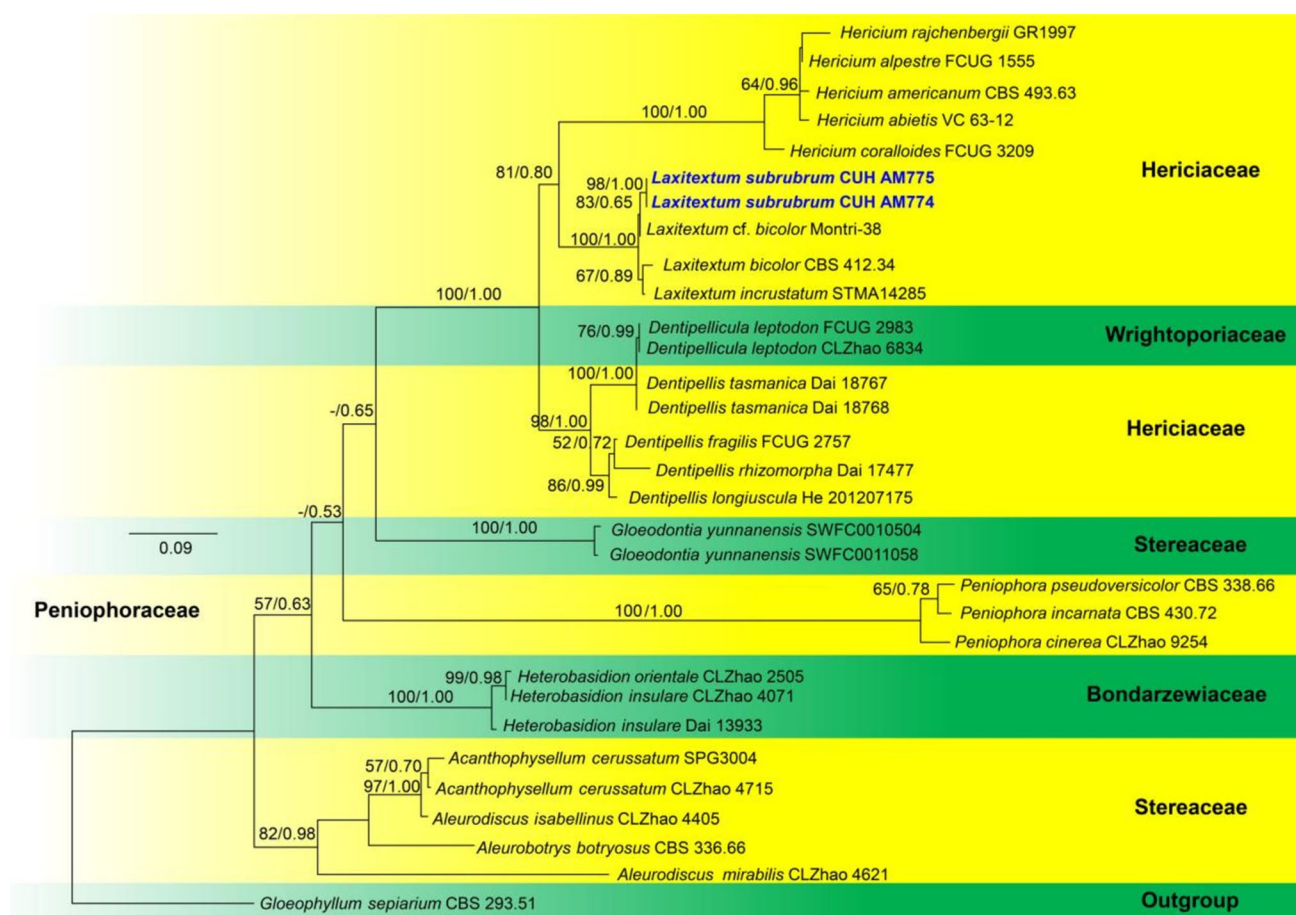 Hericium rajchenbergii GR1997
Hericium alpestre FCUG 1555
64/0.96
Hericium americanum CBS 493.63
100/1.00
Hericium abietis VC 63-12
Hericium coralloides FCUG 3209
Hericiaceae
81/0.80
98/1.00
Laxitextum subrubrum CUH AM775
83/0.65
Laxitextum subrubrum CUH AM774
Laxitextum cf. bicolor Montri-38
100/1.00
Laxitextum bicolor CBS 412.34
67/0.89
Laxitextum incrustatum STMA14285
100/1.00
Dentipellicula leptodon FCUG 2983
76/0.99
Wrightoporiaceae
Dentipellicula leptodon CLZhao 6834
100/1.00
Dentipellis tasmanica Dai 18767
Dentipellis tasmanica Dai 18768
-/0.65
98/1.00
Hericiaceae
52/0.72
Dentipellis fragilis FCUG 2757
Dentipellis rhizomorpha Dai 17477
86/0.99
Dentipellis longiuscula He 201207175
-/0.53
100/1.00
Gloeodontia yunnanensis SWFC0010504
0.09
Stereaceae
Gloeodontia yunnanensis SWFC0011058
65/0.78
Peniophora pseudoversicolor CBS 338.66
57/0.63
Peniophoraceae
100/1.00
Peniophora incarnata CBS 430.72
Peniophora cinerea CLZhao 9254
99/0.98
Heterobasidion orientale CLZhao 2505
100/1.00
Heterobasidion insulare CLZhao 4071
Bondarzewiaceae
Heterobasidion insulare Dai 13933
Acanthophysellum cerussatum SPG3004
57/0.70
97/1.00
Acanthophysellum cerussatum CLZhao 4715
Stereaceae
Aleurodiscus isabellinus CLZhao 4405
82/0.98
Aleurobotrys botryosus CBS 336.66
Aleurodiscus mirabilis CLZhao 4621
Gloeophyllum sepiarium CBS 293.51
Outgroup